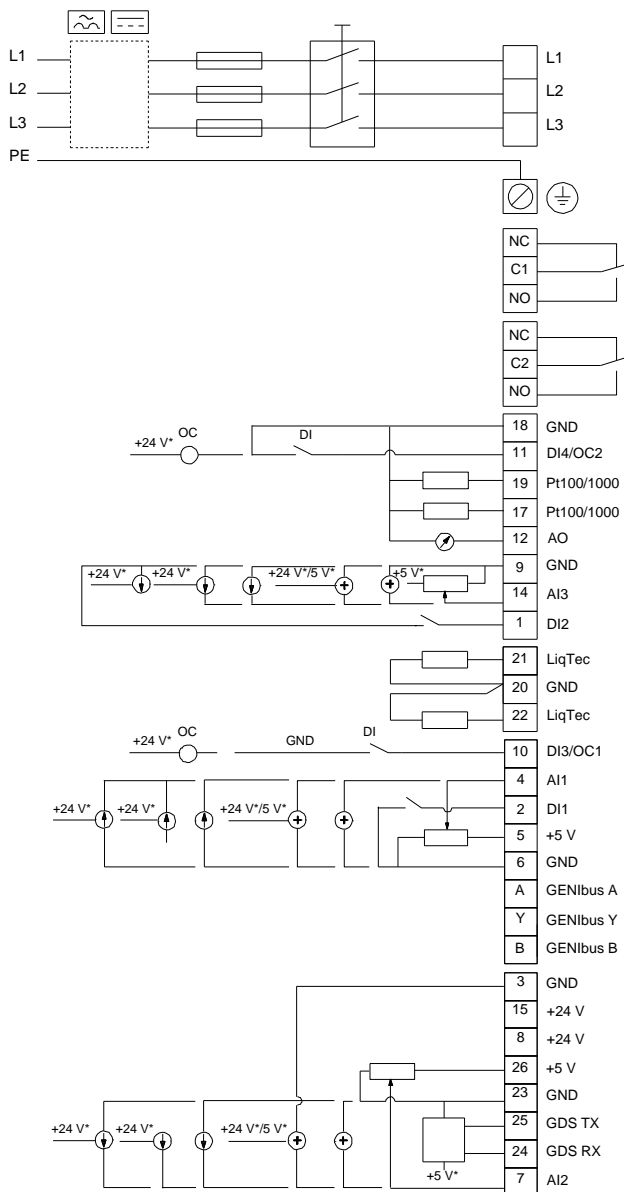 L1 L1
L2 L2
L3 L3
PE
NC
C1
NO
NC
C2
NO
18 GND
+24 V* OC DI 11 DI4/OC2
19 Pt100/1000
17 Pt100/1000
12 AO
9 GND
+24 V* +24 V* +24 V*/5 V* +5 V*
14 AI3
1 DI2
21 LiqTec
20 GND
22 LiqTec
+24 V* OC GND DI 10 DI3/OC1
4 AI1
+24 V* +24 V* +24 V*/5 V* 2 DI1
5 +5 V
6 GND
A GENIbus A
Y GENIbus Y
B GENIbus B
3 GND
15 +24 V
8 +24 V
26 +5 V
23 GND
25 GDS TX
+24 V* +24 V* +24 V*/5 V* 24 GDS RX
+5 V* 7 AI2